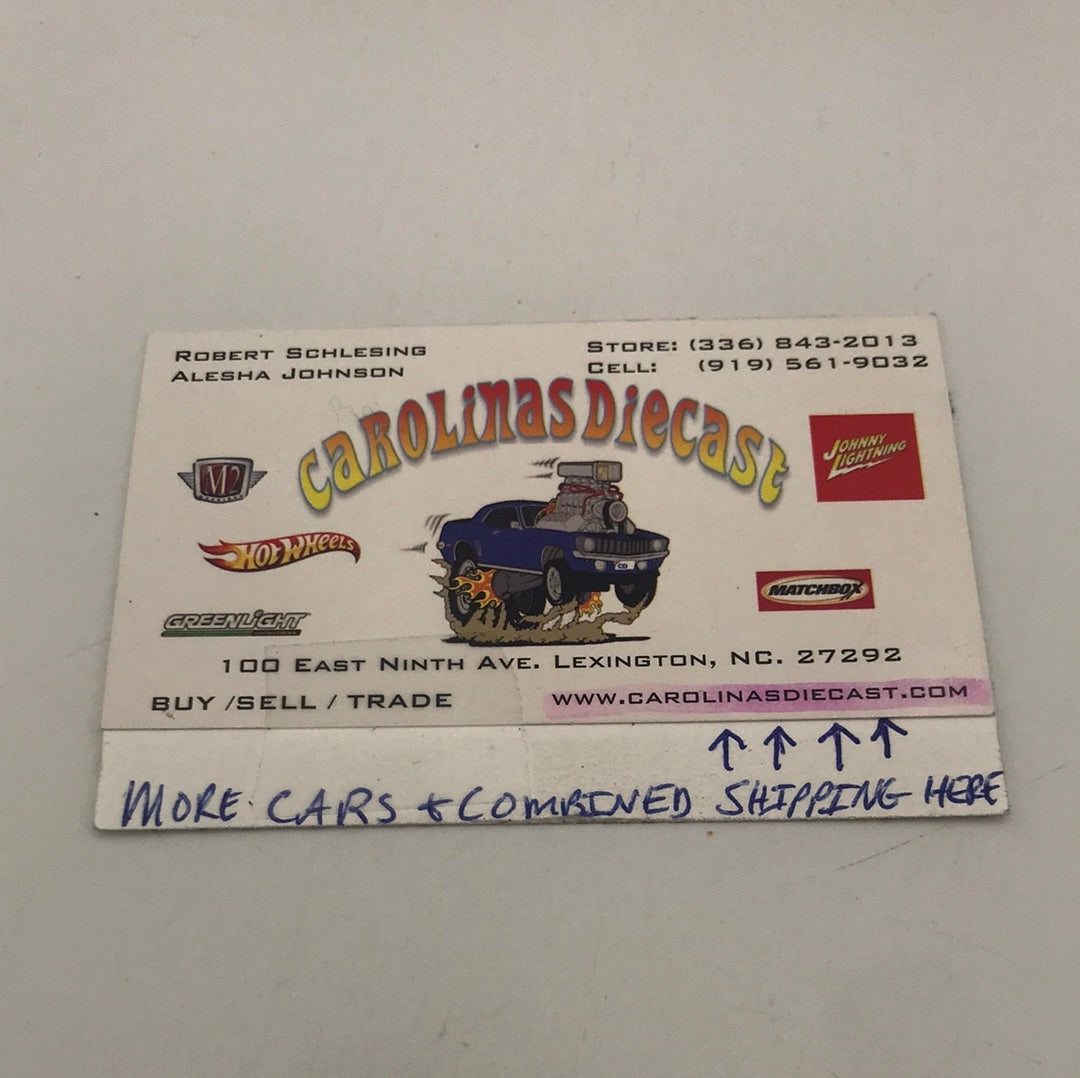 ROBERT SCHLESING
ALESHA JOHNSON
STORE: (336) 843-2013
CELL: (919) 561-9032
CAROLINAS DIECAST
M2
JOHNNY
LIGHTNING
HOT WHEELS
CD
MATCHBOX
GREENLIGHT
100 EAST NINTH AVE. LEXINGTON, NC. 27292
BUY /SELL / TRADE
WWW.CAROLINASDIECAST.COM
↑ ↑ ↑ ↑
MORE CARS & COMBINED SHIPPING HERE